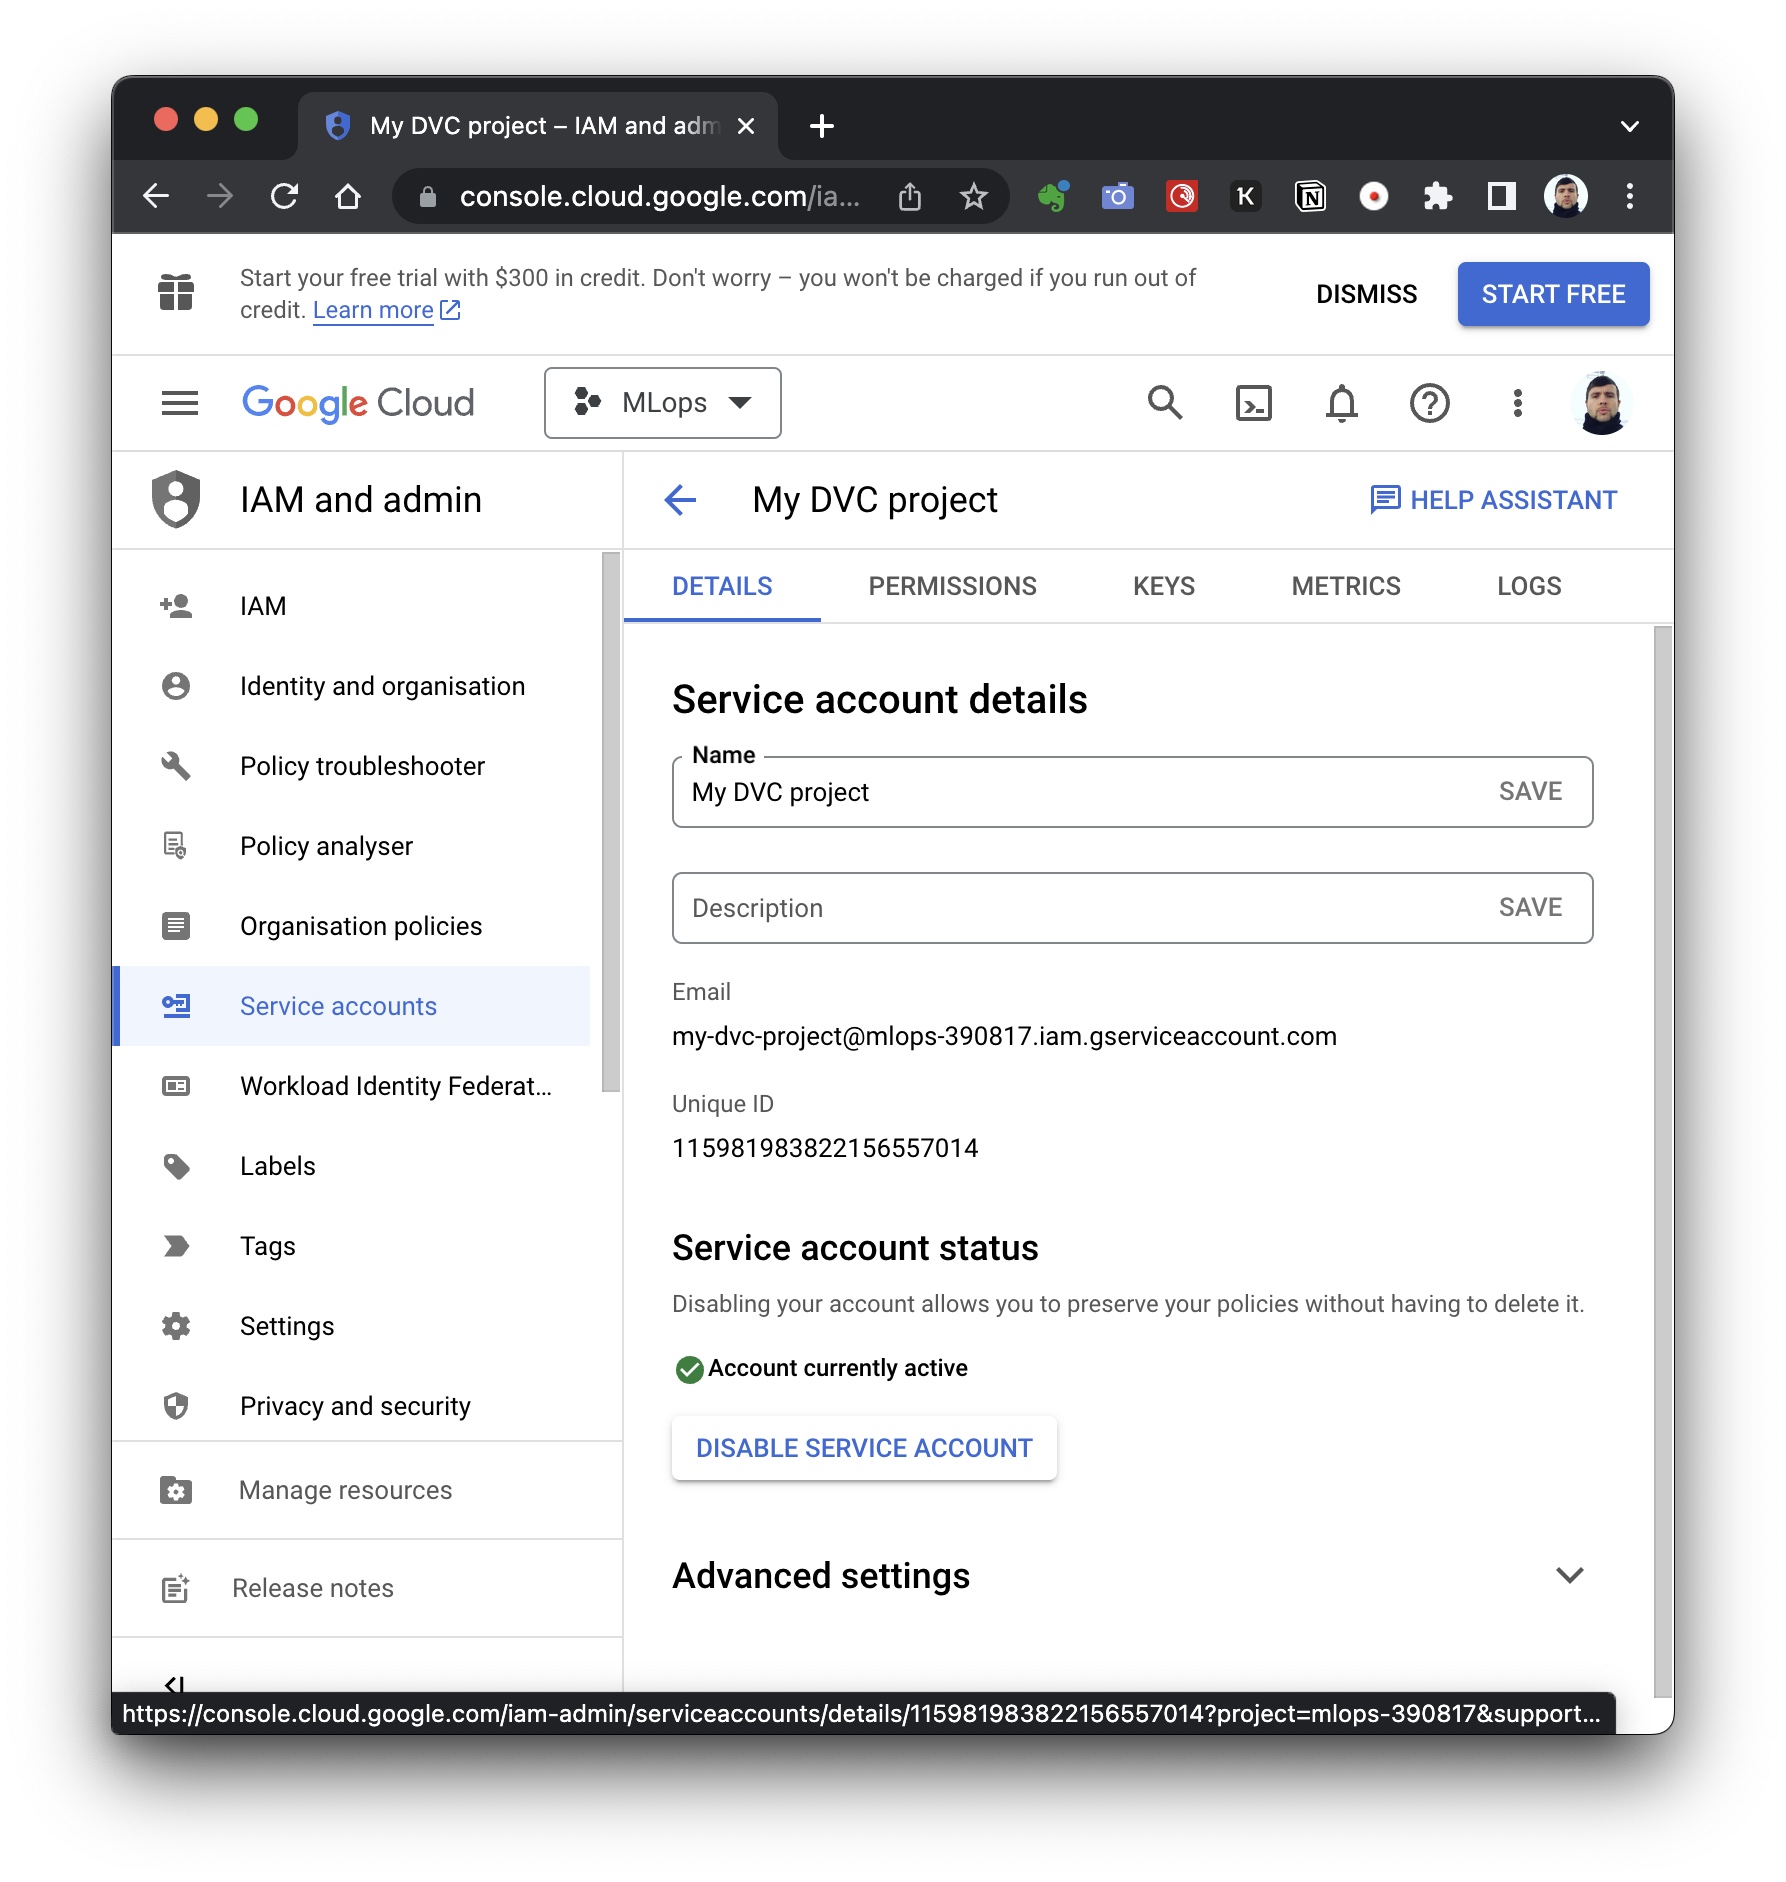 My DVC project – IAM and adm
console.cloud.google.com/ia...
Start your free trial with $300 in credit. Don't worry – you won't be charged if you run out of
credit. Learn more
DISMISS
START FREE
Google Cloud
MLops
IAM and admin
My DVC project
HELP ASSISTANT
DETAILS
PERMISSIONS
KEYS
METRICS
LOGS
IAM
Identity and organisation
Policy troubleshooter
Policy analyser
Organisation policies
Service accounts
Workload Identity Federat...
Labels
Tags
Settings
Privacy and security
Manage resources
Release notes
Service account details
Name
My DVC project
SAVE
Description
SAVE
Email
my-dvc-project@mlops-390817.iam.gserviceaccount.com
Unique ID
115981983822156557014
Service account status
Disabling your account allows you to preserve your policies without having to delete it.
Account currently active
DISABLE SERVICE ACCOUNT
Advanced settings
https://console.cloud.google.com/iam-admin/serviceaccounts/details/115981983822156557014?project=mlops-390817&support...